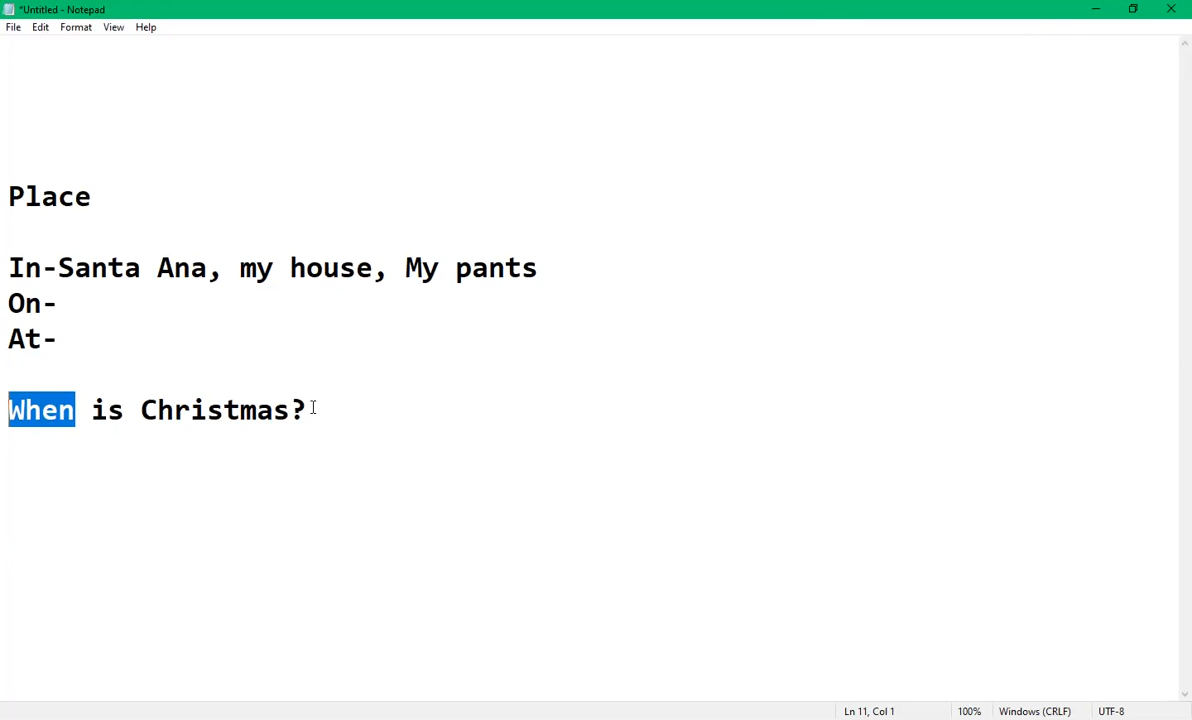 *Untitled - Notepad
File Edit Format View Help
Place
In-Santa Ana, my house, My pants
On-
At-
When is Christmas?
Ln 11, Col 1 100% Windows (CRLF) UTF-8